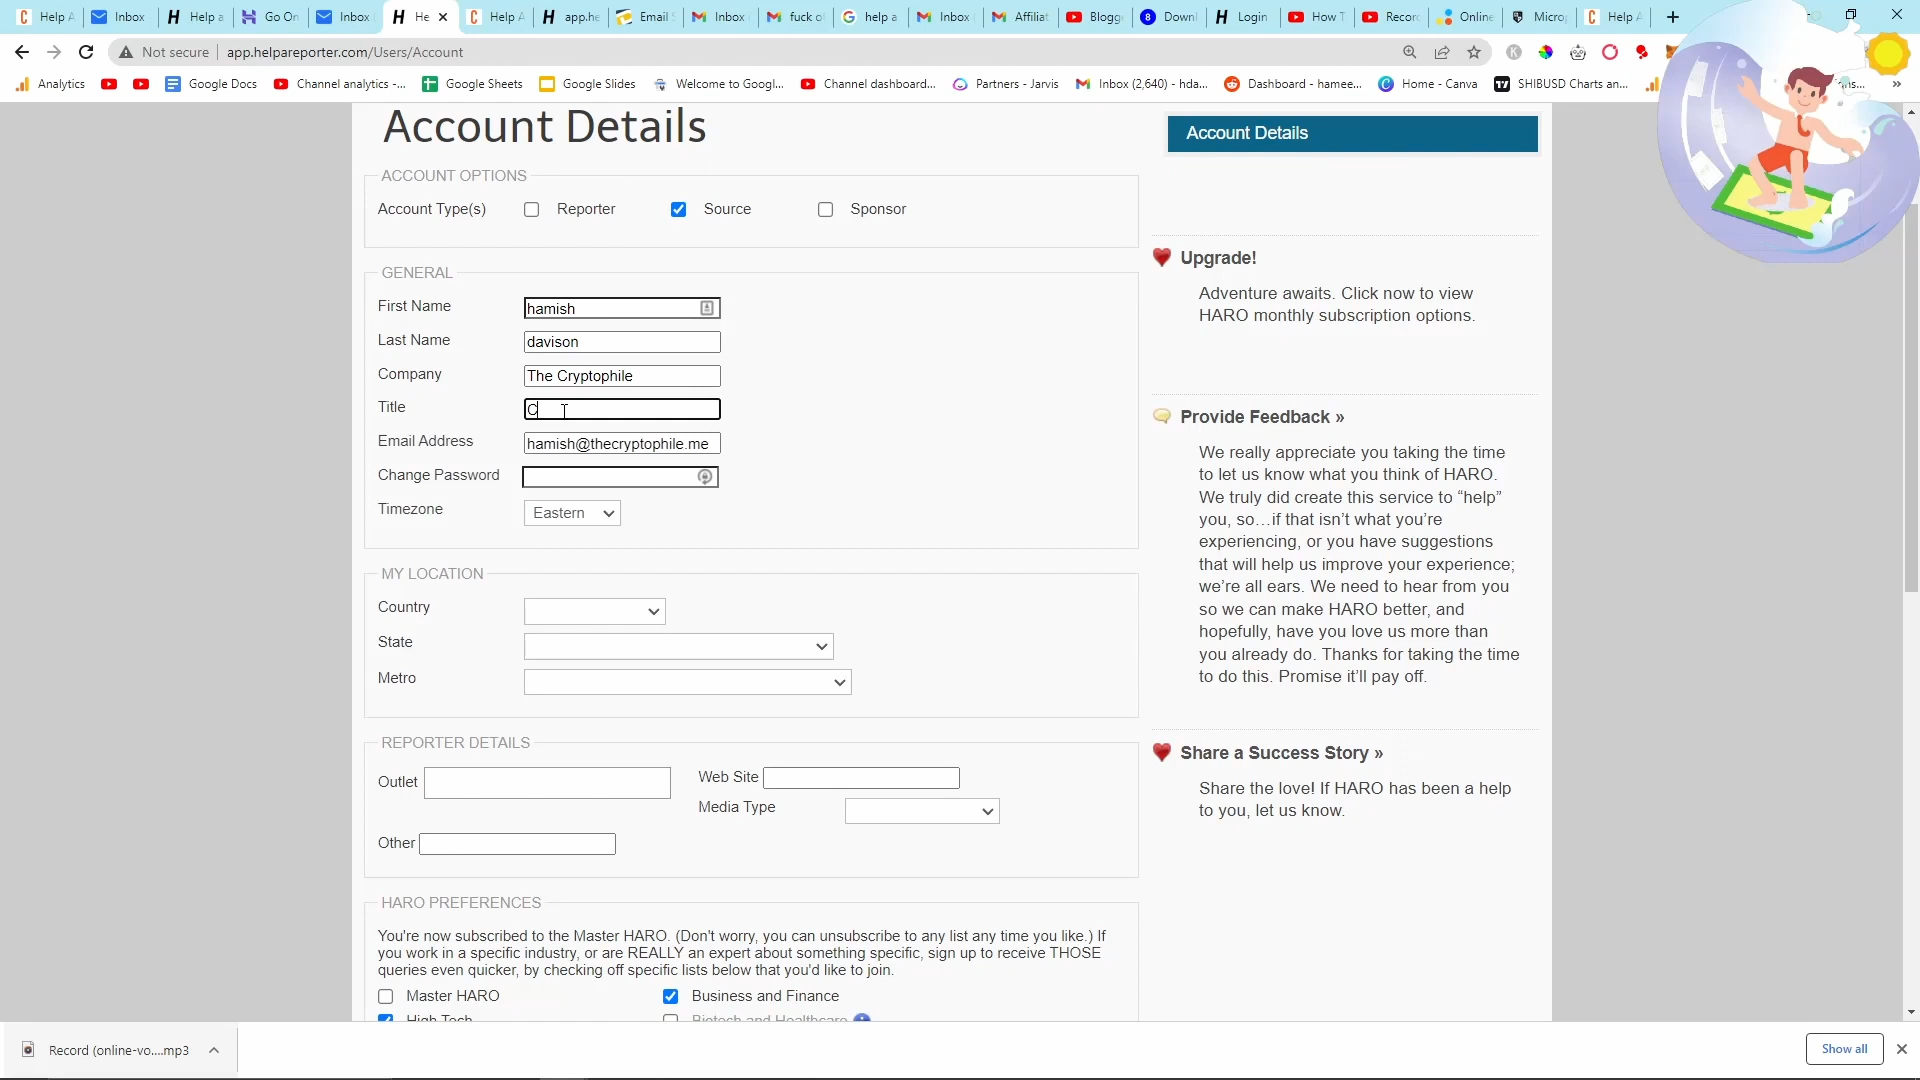 Help A
Inbox
Help a
Go On
Inbox
He
Help A
app.he
Email S
Inbox
fuck o
help a
Inbox
Affiliat
Blogg
Downl
Login
How T
Record
Online
Microp
Help A
Not secure
app.helpareporter.com/Users/Account
Analytics
Google Docs
Channel analytics -...
Google Sheets
Google Slides
Welcome to Googl...
Channel dashboard...
Partners - Jarvis
Inbox (2,640) - hda...
Dashboard - hamee...
Home - Canva
SHIBUSD Charts an...
Account Details
ACCOUNT OPTIONS
Account Type(s) Reporter Source Sponsor
GENERAL
First Name hamish
Last Name davison
Company The Cryptophile
Title C
Email Address hamish@thecryptophile.me
Change Password
Timezone Eastern
MY LOCATION
Country
State
Metro
REPORTER DETAILS
Outlet
Web Site
Media Type
Other
HARO PREFERENCES
You're now subscribed to the Master HARO. (Don't worry, you can unsubscribe to any list any time you like.) If
you work in a specific industry, or are REALLY an expert about something specific, sign up to receive THOSE
queries even quicker, by checking off specific lists below that you'd like to join.
Master HARO Business and Finance
High Tech Biotech and Healthcare
Account Details
Upgrade!
Adventure awaits. Click now to view
HARO monthly subscription options.
Provide Feedback »
We really appreciate you taking the time
to let us know what you think of HARO.
We truly did create this service to “help”
you, so…if that isn’t what you’re
experiencing, or you have suggestions
that will help us improve your experience;
we’re all ears. We need to hear from you
so we can make HARO better, and
hopefully, have you love us more than
you already do. Thanks for taking the time
to do this. Promise it’ll pay off.
Share a Success Story »
Share the love! If HARO has been a help
to you, let us know.
Record (online-vo....mp3
Show all